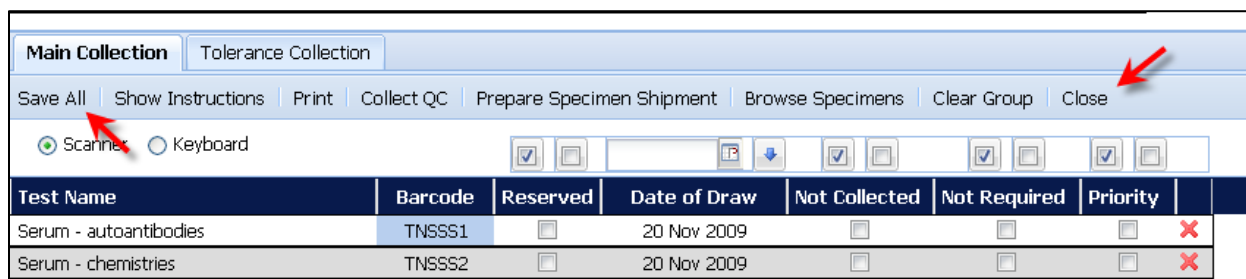 Main Collection Tolerance Collection
Save All Show Instructions Print Collect QC Prepare Specimen Shipment Browse Specimens Clear Group Close
Scanner Keyboard
Test Name Barcode Reserved Date of Draw Not Collected Not Required Priority
Serum - autoantibodies TNSSS1 20 Nov 2009
Serum - chemistries TNSSS2 20 Nov 2009